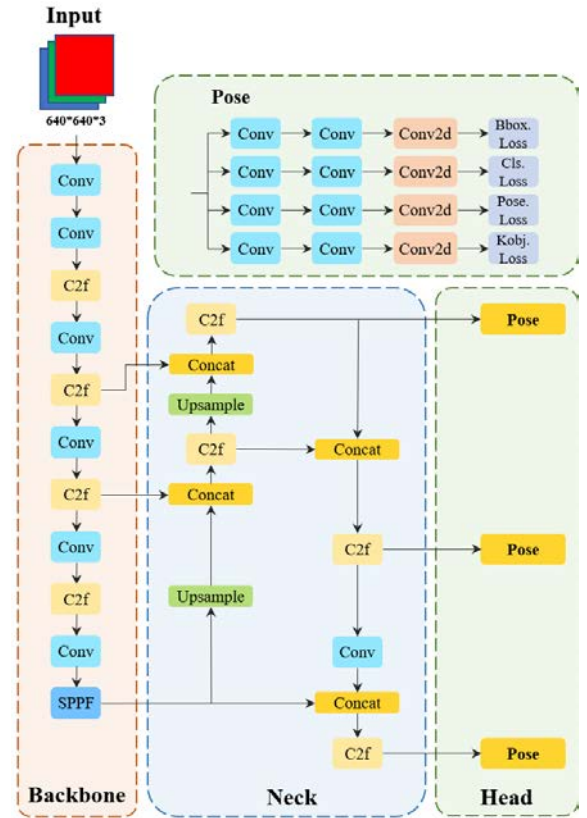 Input
640*640*3
Conv
Conv
C2f
Conv
C2f
Conv
C2f
Conv
C2f
Conv
SPPF
Backbone
Pose
Conv
Conv
Conv2d
Bbox.
Loss
Conv
Conv
Conv2d
Cls.
Loss
Conv
Conv
Conv2d
Pose.
Loss
Conv
Conv
Conv2d
Kobj.
Loss
C2f
Concat
Upsample
C2f
Concat
Upsample
Concat
C2f
Conv
Concat
C2f
Neck
Pose
Pose
Pose
Head